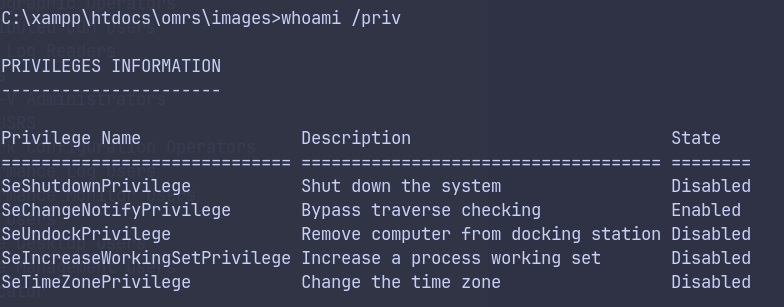 C:\xampp\htdocs\omrs\images>whoami /priv
PRIVILEGES INFORMATION
----------------------
Privilege Name Description State
============================= ==================================== ========
SeShutdownPrivilege Shut down the system Disabled
SeChangeNotifyPrivilege Bypass traverse checking Enabled
SeUndockPrivilege Remove computer from docking station Disabled
SeIncreaseWorkingSetPrivilege Increase a process working set Disabled
SeTimeZonePrivilege Change the time zone Disabled